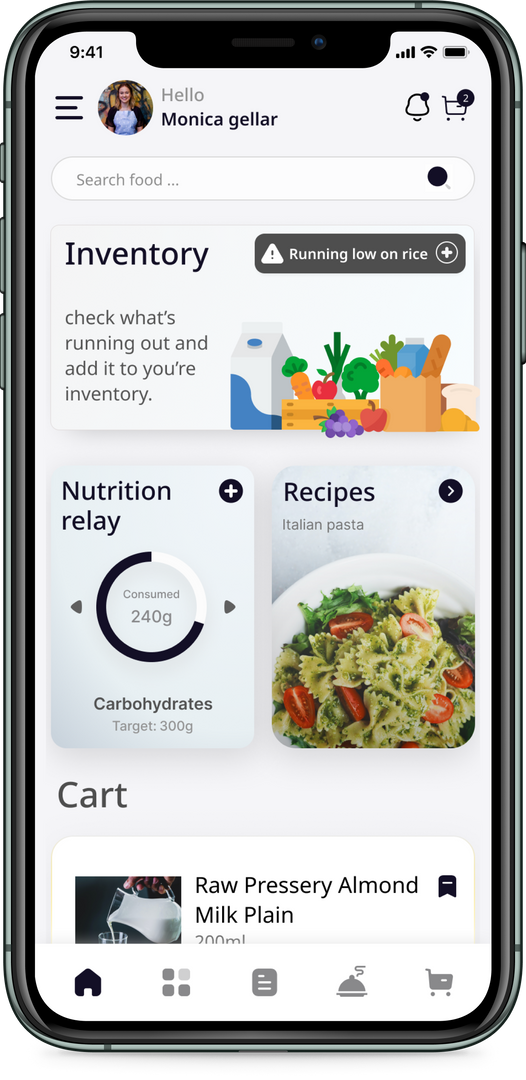 9:41
Hello
Monica gellar
2
Search food ...
Inventory
Running low on rice
check what's
running out and
add it to you're
inventory.
Nutrition
relay
Consumed
240g
Carbohydrates
Target: 300g
Recipes
Italian pasta
Cart
Raw Pressery Almond
Milk Plain
200ml